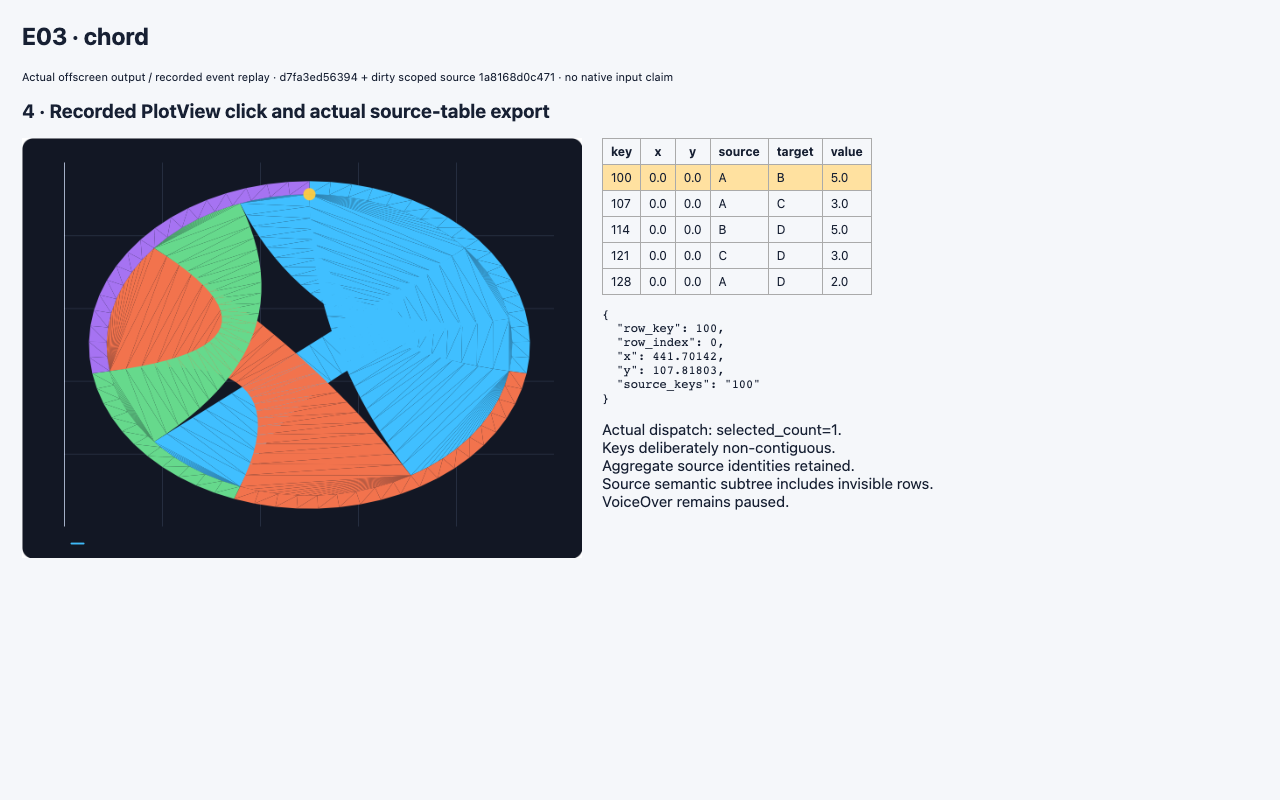 E03 · chord
Actual offscreen output / recorded event replay · d7fa3ed56394 + dirty scoped source 1a8168d0c471 · no native input claim
4 · Recorded PlotView click and actual source-table export
key x y source target value
100 0.0 0.0 A B 5.0
107 0.0 0.0 A C 3.0
114 0.0 0.0 B D 5.0
121 0.0 0.0 C D 3.0
128 0.0 0.0 A D 2.0
{
"row_key": 100,
"row_index": 0,
"x": 441.70142,
"y": 107.81803,
"source_keys": "100"
}
Actual dispatch: selected_count=1.
Keys deliberately non-contiguous.
Aggregate source identities retained.
Source semantic subtree includes invisible rows.
VoiceOver remains paused.